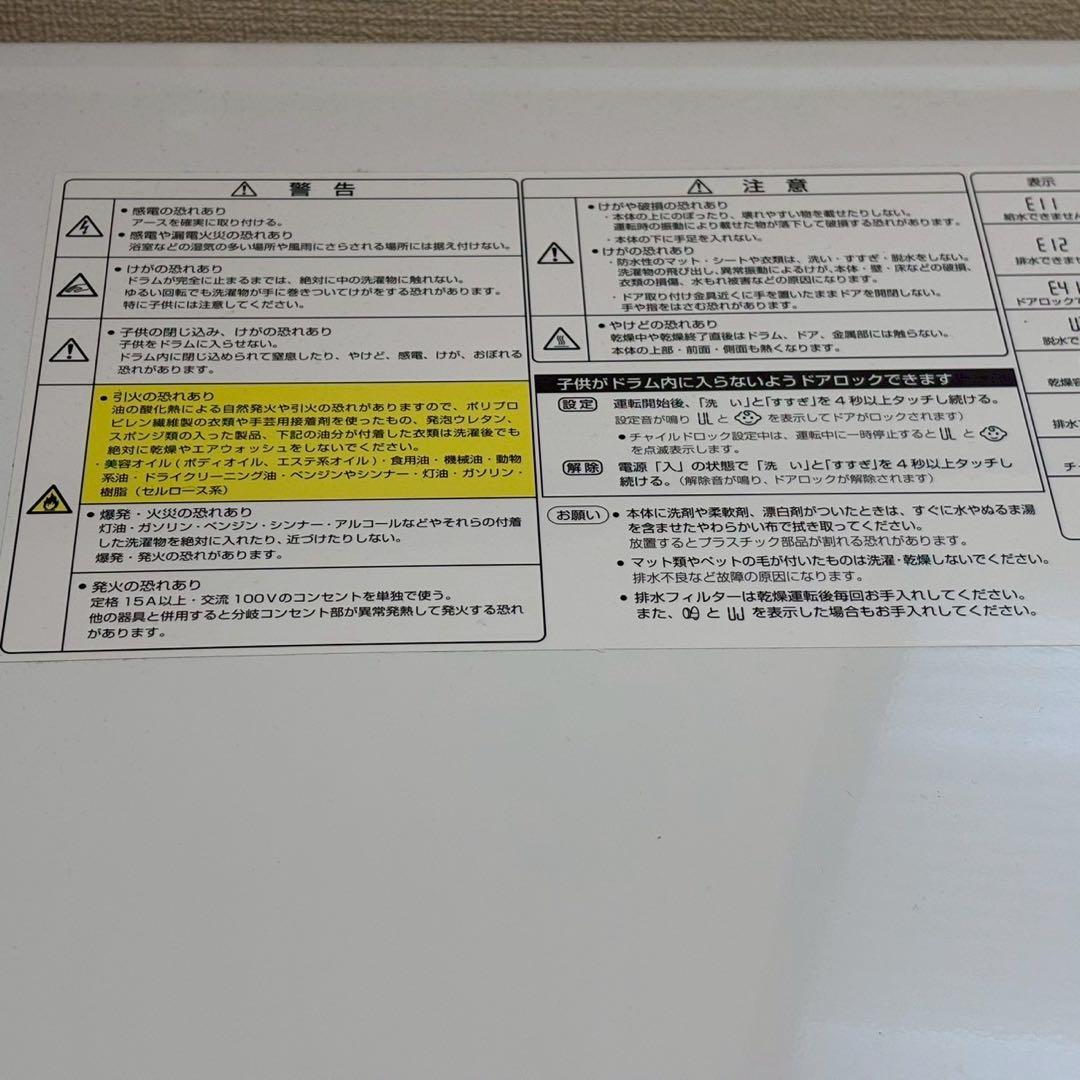 警告
• 感電の恐れあり
アースを確実に取り付ける。
• 感電や漏電火災の恐れあり
浴室などの湿気の多い場所や風雨にさらされる場所には据え付けない。
• けがの恐れあり
ドラムが完全に止まるまでは、絶対に中の洗濯物に触れない。
ゆるい回転でも洗濯物が手に巻きついてけがをする恐れがあります。
特に子供には注意してください。
• 子供の閉じ込み、けがの恐れあり
子供をドラムに入らせない。
ドラム内に閉じ込められて窒息したり、やけど、感電、けが、おぼれる
恐れがあります。
• 引火の恐れあり
油の酸化熱による自然発火や引火の恐れがありますので、ポリプロ
ピレン繊維製の衣類や手芸用接着剤を使ったもの、発泡ウレタン、
スポンジ類の入った製品、下記の油分が付着した衣類は洗濯後でも
絶対に乾燥やエアウォッシュをしないでください。
・美容オイル(ボディオイル、エステ系オイル)・食用油・機械油・動物
系油・ドライクリーニング油・ベンジンやシンナー・灯油・ガソリン・
樹脂(セルロース系)
• 爆発・火災の恐れあり
灯油・ガソリン・ベンジン・シンナー・アルコールなどやそれらの付着
した洗濯物を絶対に入れたり、近づけたりしない。
爆発・発火の恐れがあります。
• 発火の恐れあり
定格15A以上・交流100Vのコンセントを単独で使う。
他の器具と併用すると分岐コンセント部が異常発熱して発火する恐れ
があります。
注意
• けがや破損の恐れあり
・本体の上にのぼったり、壊れやすい物を載せたりしない。
運転時の振動により載せた物が落下して破損する恐れがあります。
・本体の下に手足を入れない。
• けがの恐れあり
・防水性のマット・シートや衣類は、洗い・すすぎ・脱水をしない。
洗濯物の飛び出し、異常振動によるけが、本体・壁・床などの破損、
衣類の損傷、水もれ被害などの原因になります。
・ドア取り付け金具近くに手を置いたままドアを開閉しない。
手や指をはさむ恐れがあります。
• やけどの恐れあり
乾燥中や乾燥終了直後はドラム、ドア、金属部には触らない。
本体の上部・前面・側面も熱くなります。
子供がドラム内に入らないようドアロックできます
設定 運転開始後、「洗 い」と「すすぎ」を4秒以上タッチし続ける。
設定音が鳴り UL と を表示してドアがロックされます)
• チャイルドロック設定中は、運転中に一時停止すると UL と
を点滅表示します。
解除 電源「入」の状態で「洗 い」と「すすぎ」を4秒以上タッチし
続ける。(解除音が鳴り、ドアロックが解除されます)
お願い • 本体に洗剤や柔軟剤、漂白剤がついたときは、すぐに水やぬるま湯
を含ませたやわらかい布で拭き取ってください。
放置するとプラスチック部品が割れる恐れがあります。
• マット類やペットの毛が付いたものは洗濯・乾燥しないでください。
排水不良など故障の原因になります。
• 排水フィルターは乾燥運転後毎回お手入れしてください。
また、 と を表示した場合もお手入れしてください。
表示
E11
給水できません
E12
排水できませ
E41
ドアロックで
U
脱水で
乾燥容
排水
チャ